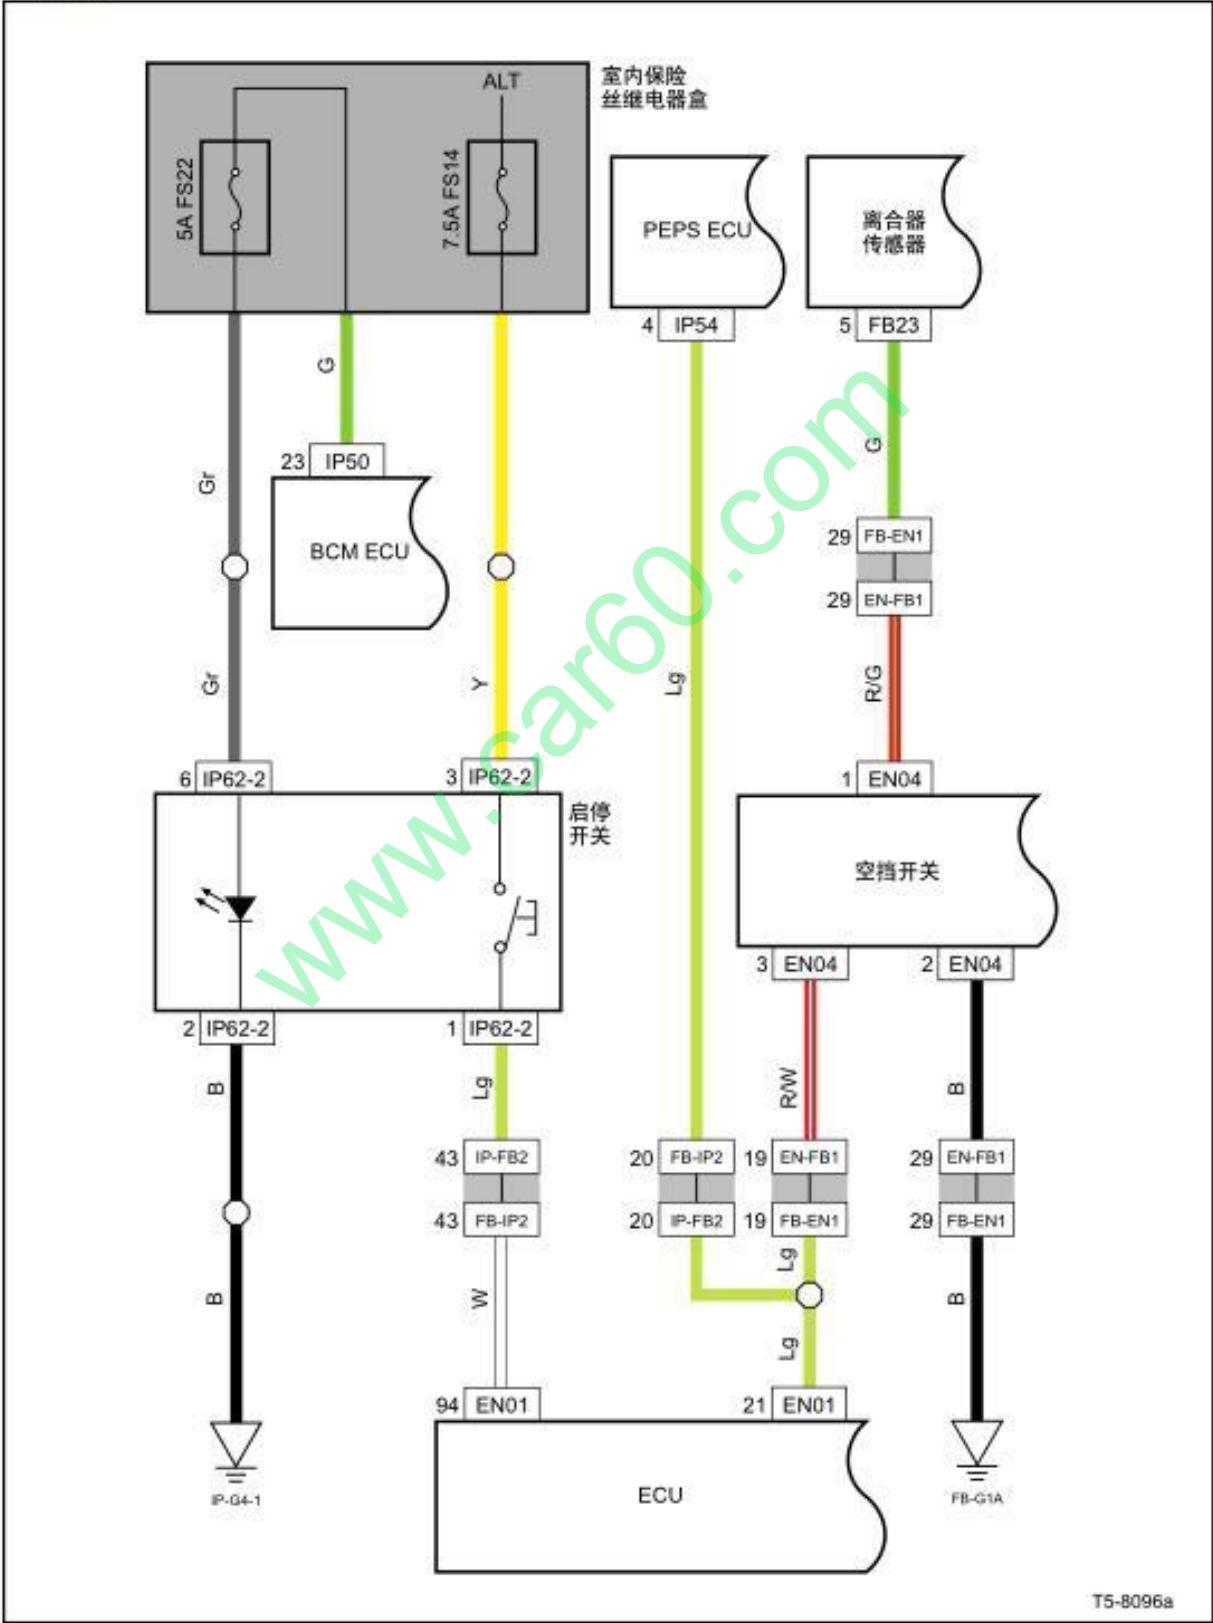 ALT
室内保险
丝继电器盒
5A FS22
7.5A FS14
PEPS ECU
离合器
传感器
4 IP54
5 FB23
G
Gr
23 IP50
BCM ECU
G
29 FB-EN1
29 EN-FB1
Gr
Y
Lg
R/G
6 IP62-2
3 IP62-2
1 EN04
启停
开关
空挡开关
3 EN04
2 EN04
2 IP62-2
1 IP62-2
B
Lg
R/W
B
43 IP-FB2
20 FB-IP2
19 EN-FB1
29 EN-FB1
43 FB-IP2
20 IP-FB2
19 FB-EN1
29 FB-EN1
Lg
B
W
B
Lg
94 EN01
21 EN01
ECU
IP-G4-1
FB-G1A
T5-8096a
www.car60.com